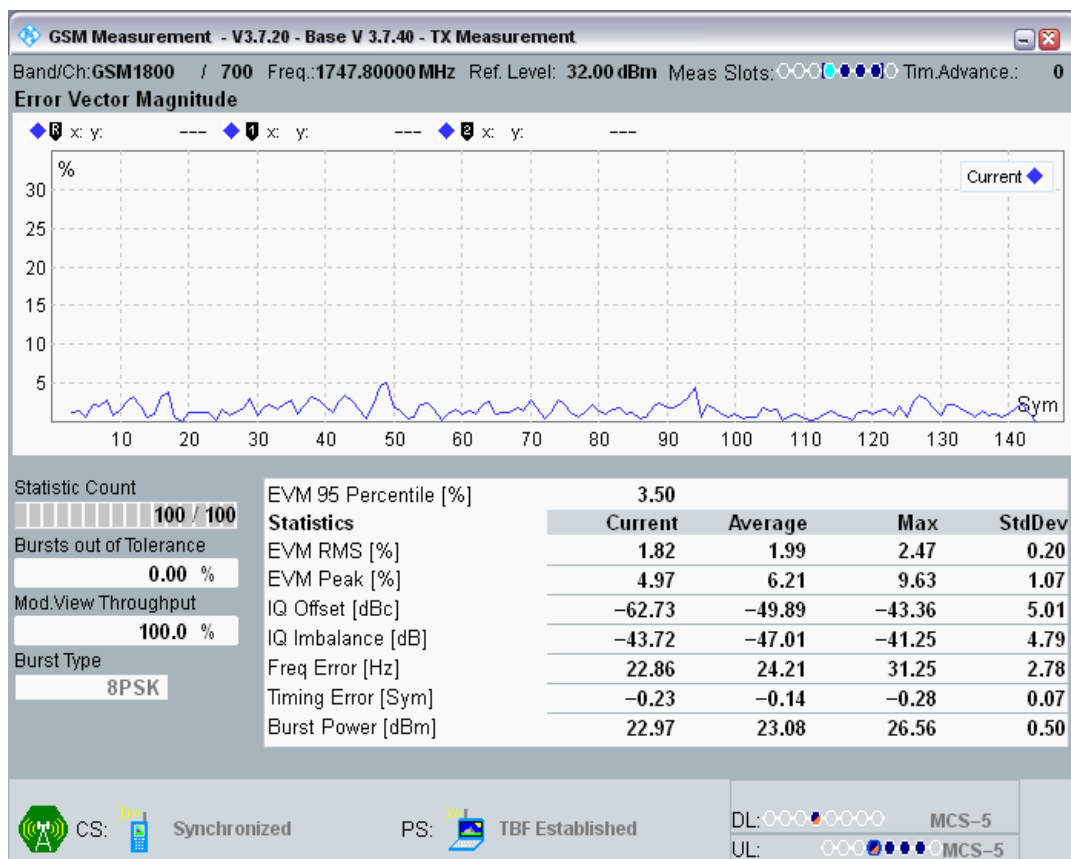 GSM Measurement - V3.7.20 - Base V 3.7.40 - TX Measurement
Band/Ch:GSM1800 / 700 Freq.:1747.80000 MHz Ref. Level: 32.00 dBm Meas Slots: Tim.Advance.: 0
Error Vector Magnitude
R x: y: --- 1 x: y: --- 2 x: y: ---
%
Current
30
25
20
15
10
5
Sym
10 20 30 40 50 60 70 80 90 100 110 120 130 140
Statistic Count
100 / 100
Bursts out of Tolerance
0.00 %
Mod.View Throughput
100.0 %
Burst Type
8PSK
EVM 95 Percentile [%] 3.50
Statistics Current Average Max StdDev
EVM RMS [%] 1.82 1.99 2.47 0.20
EVM Peak [%] 4.97 6.21 9.63 1.07
IQ Offset [dBc] −62.73 −49.89 −43.36 5.01
IQ Imbalance [dB] −43.72 −47.01 −41.25 4.79
Freq Error [Hz] 22.86 24.21 31.25 2.78
Timing Error [Sym] −0.23 −0.14 −0.28 0.07
Burst Power [dBm] 22.97 23.08 26.56 0.50
CS: Synchronized PS: TBF Established
DL: MCS−5
UL: MCS−5